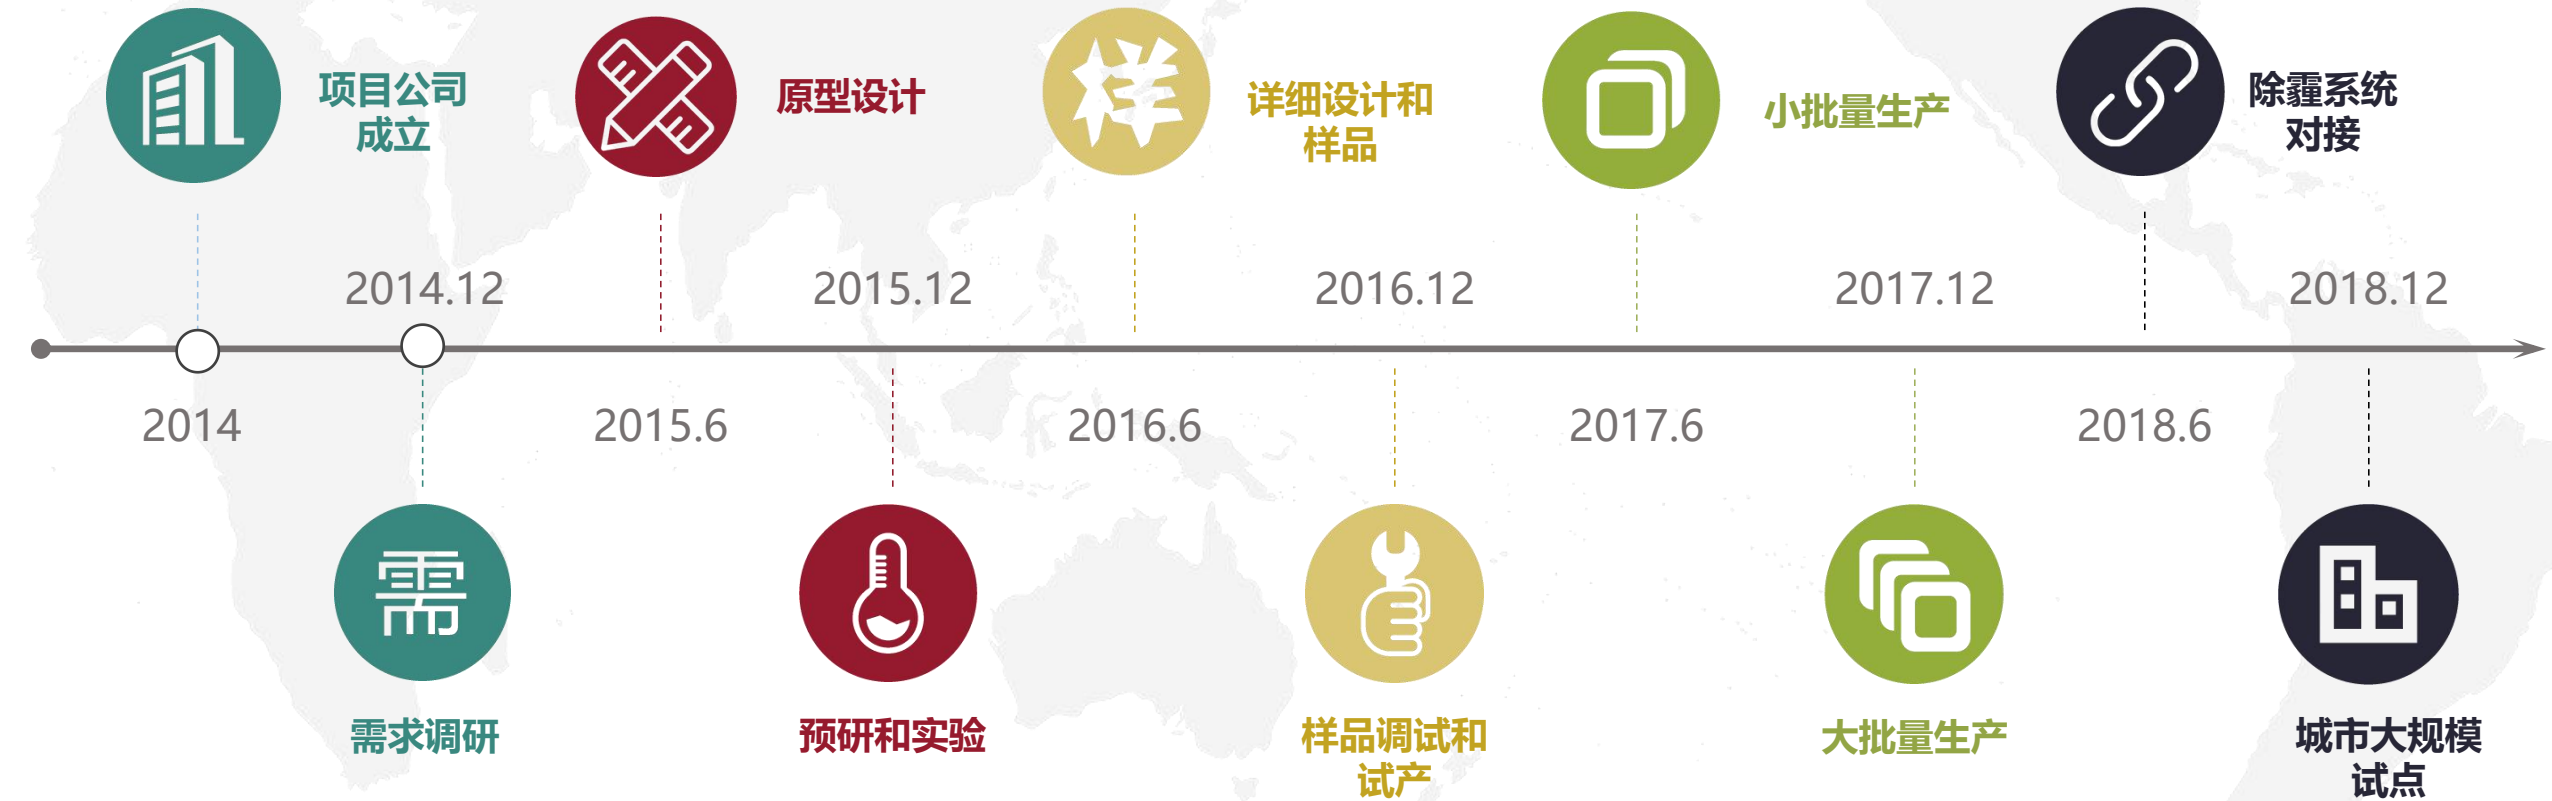 项目公司
成立
原型设计
样
详细设计和
样品
小批量生产
除霾系统
对接
2014.12
2015.12
2016.12
2017.12
2018.12
2014
2015.6
2016.6
2017.6
2018.6
需
需求调研
预研和实验
样品调试和
试产
大批量生产
城市大规模
试点